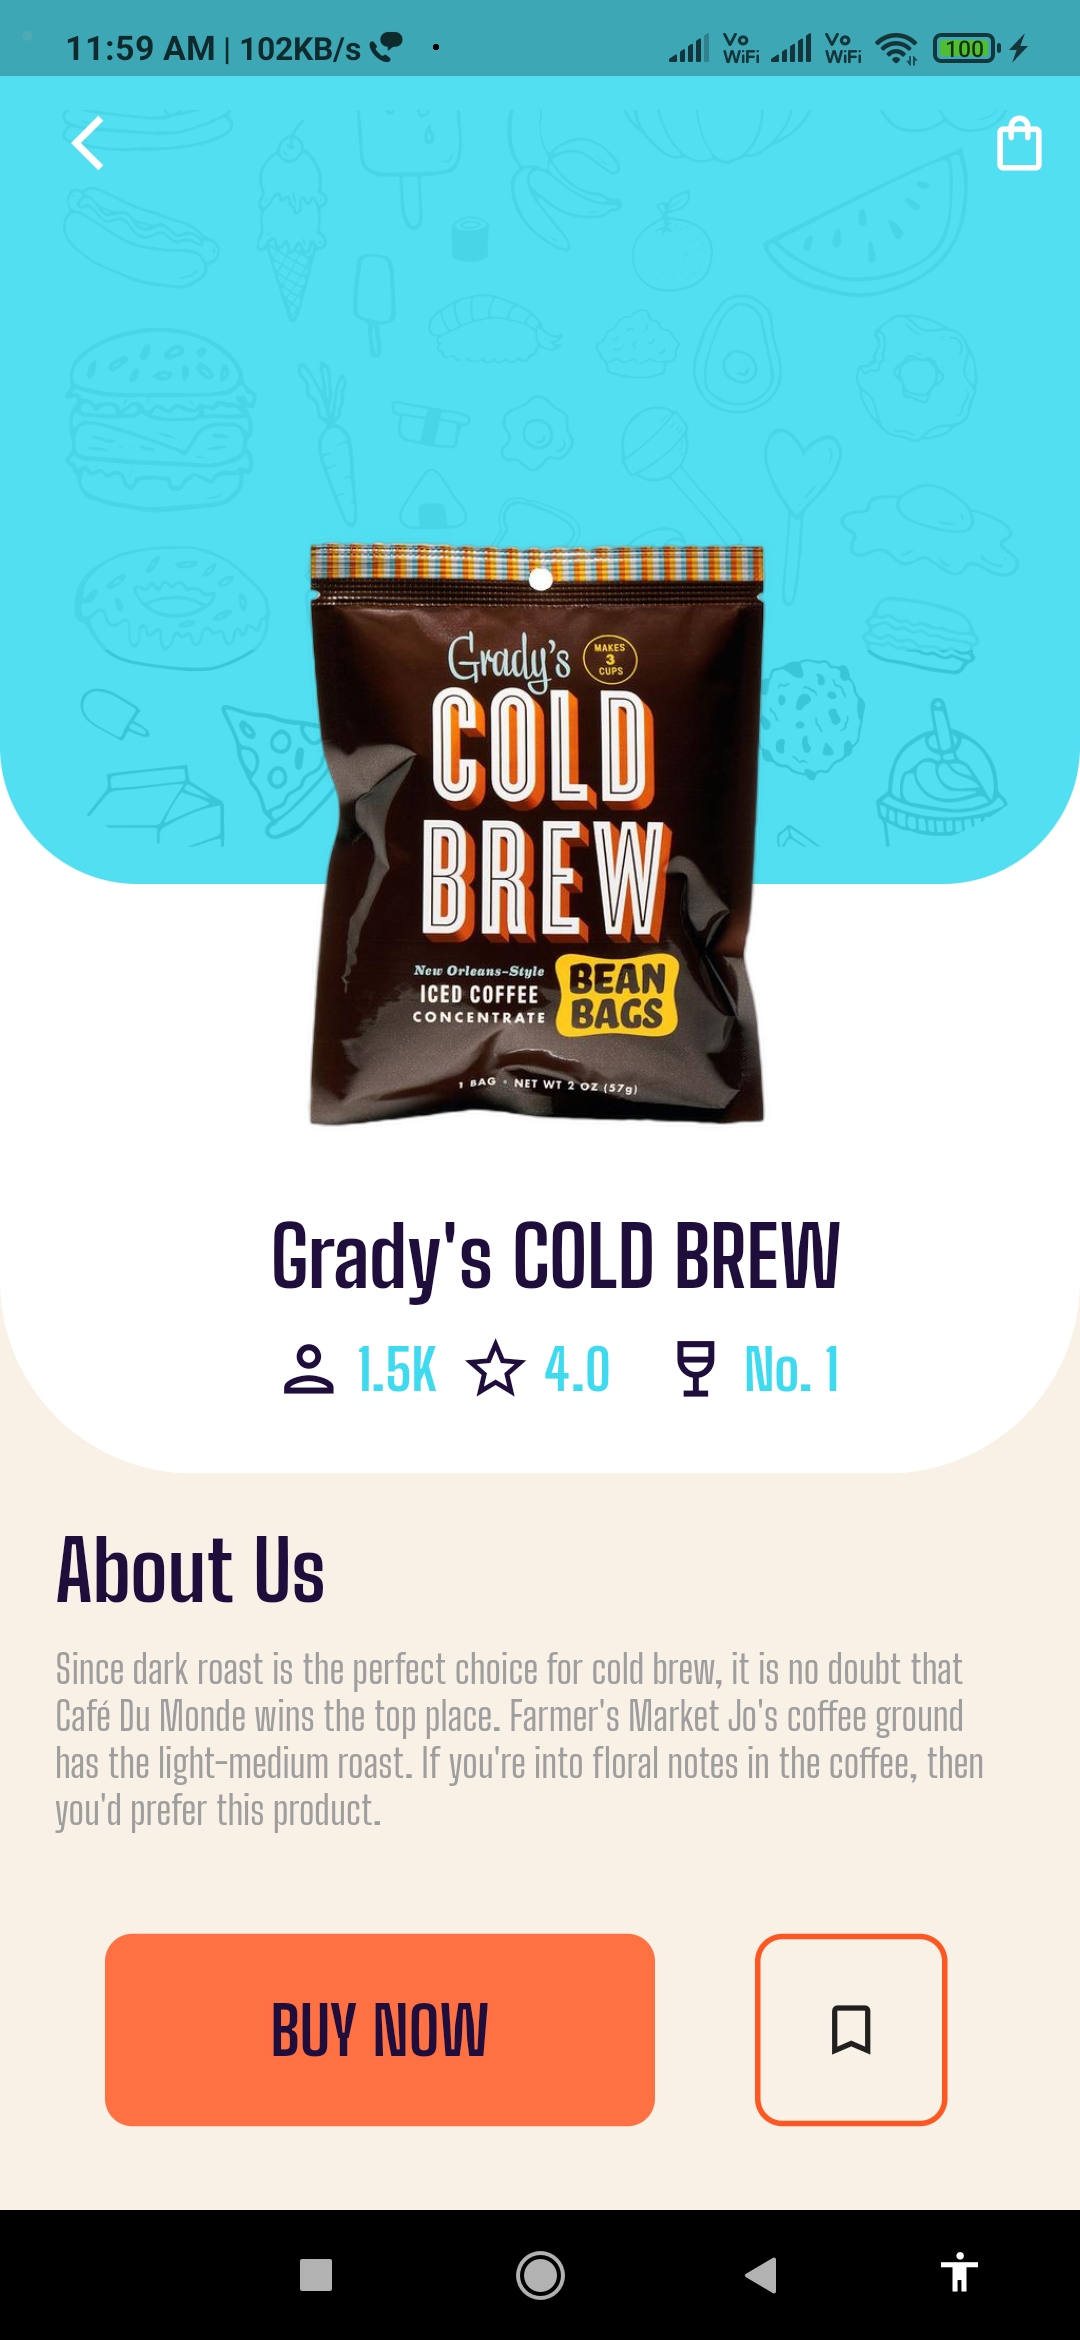 11:59 AM | 102KB/s
Vo WiFi
Vo WiFi
100
Grady's
MAKES
3
CUPS
COLD
BREW
New Orleans-Style
ICED COFFEE
CONCENTRATE
BEAN
BAGS
1 BAG • NET WT 2 OZ (57g)
Grady's COLD BREW
1.5K 4.0 No. 1
About Us
Since dark roast is the perfect choice for cold brew, it is no doubt that
Café Du Monde wins the top place. Farmer's Market Jo's coffee ground
has the light-medium roast. If you're into floral notes in the coffee, then
you'd prefer this product.
BUY NOW